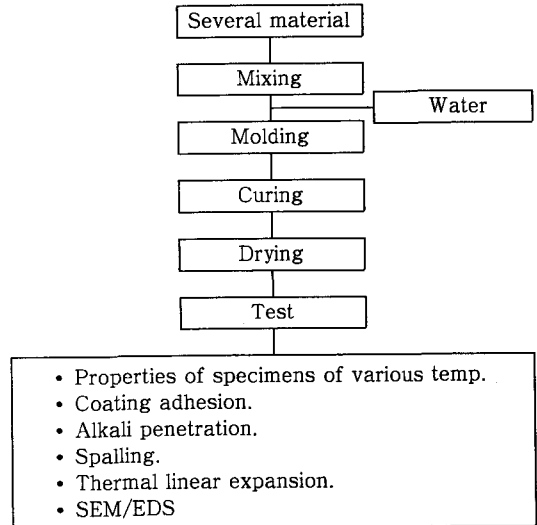 Several material
Mixing
Water
Molding
Curing
Drying
Test
• Properties of specimens of various temp.
• Coating adhesion.
• Alkali penetration.
• Spalling.
• Thermal linear expansion.
• SEM/EDS